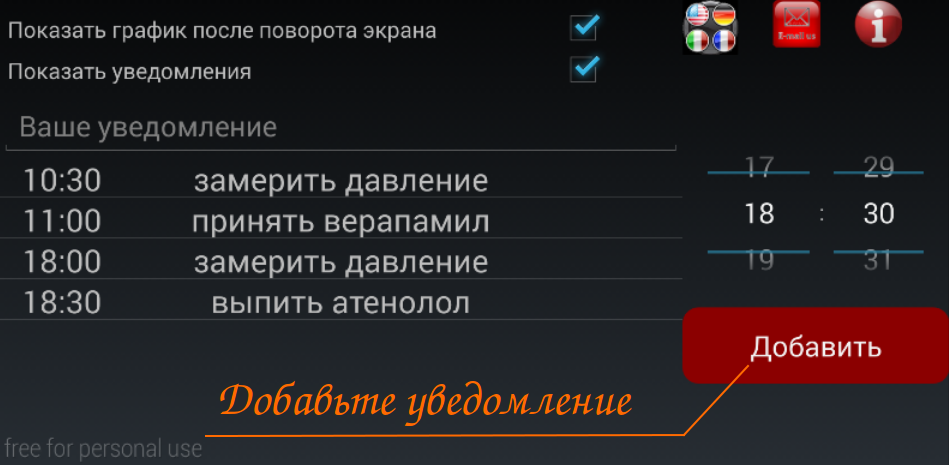 Показать график после поворота экрана
E-mail us
i
Показать уведомления
Ваше уведомление
10:30 замерить давление
11:00 принять верапамил
18:00 замерить давление
18:30 выпить атенолол
17 29
18 : 30
19 31
Добавить
Добавьте уведомление
free for personal use